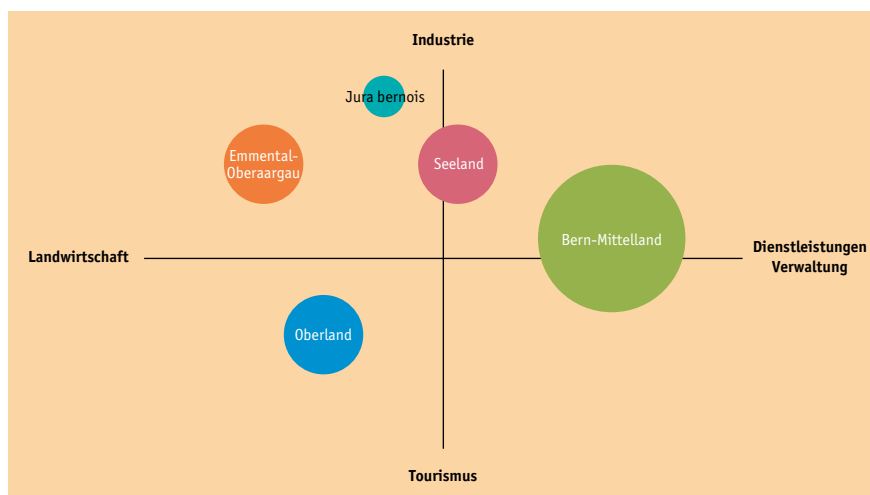 Industrie
Jura bernois
Emmental-
Oberaargau
Seeland
Bern-Mittelland
Landwirtschaft
Dienstleistungen
Verwaltung
Oberland
Tourismus